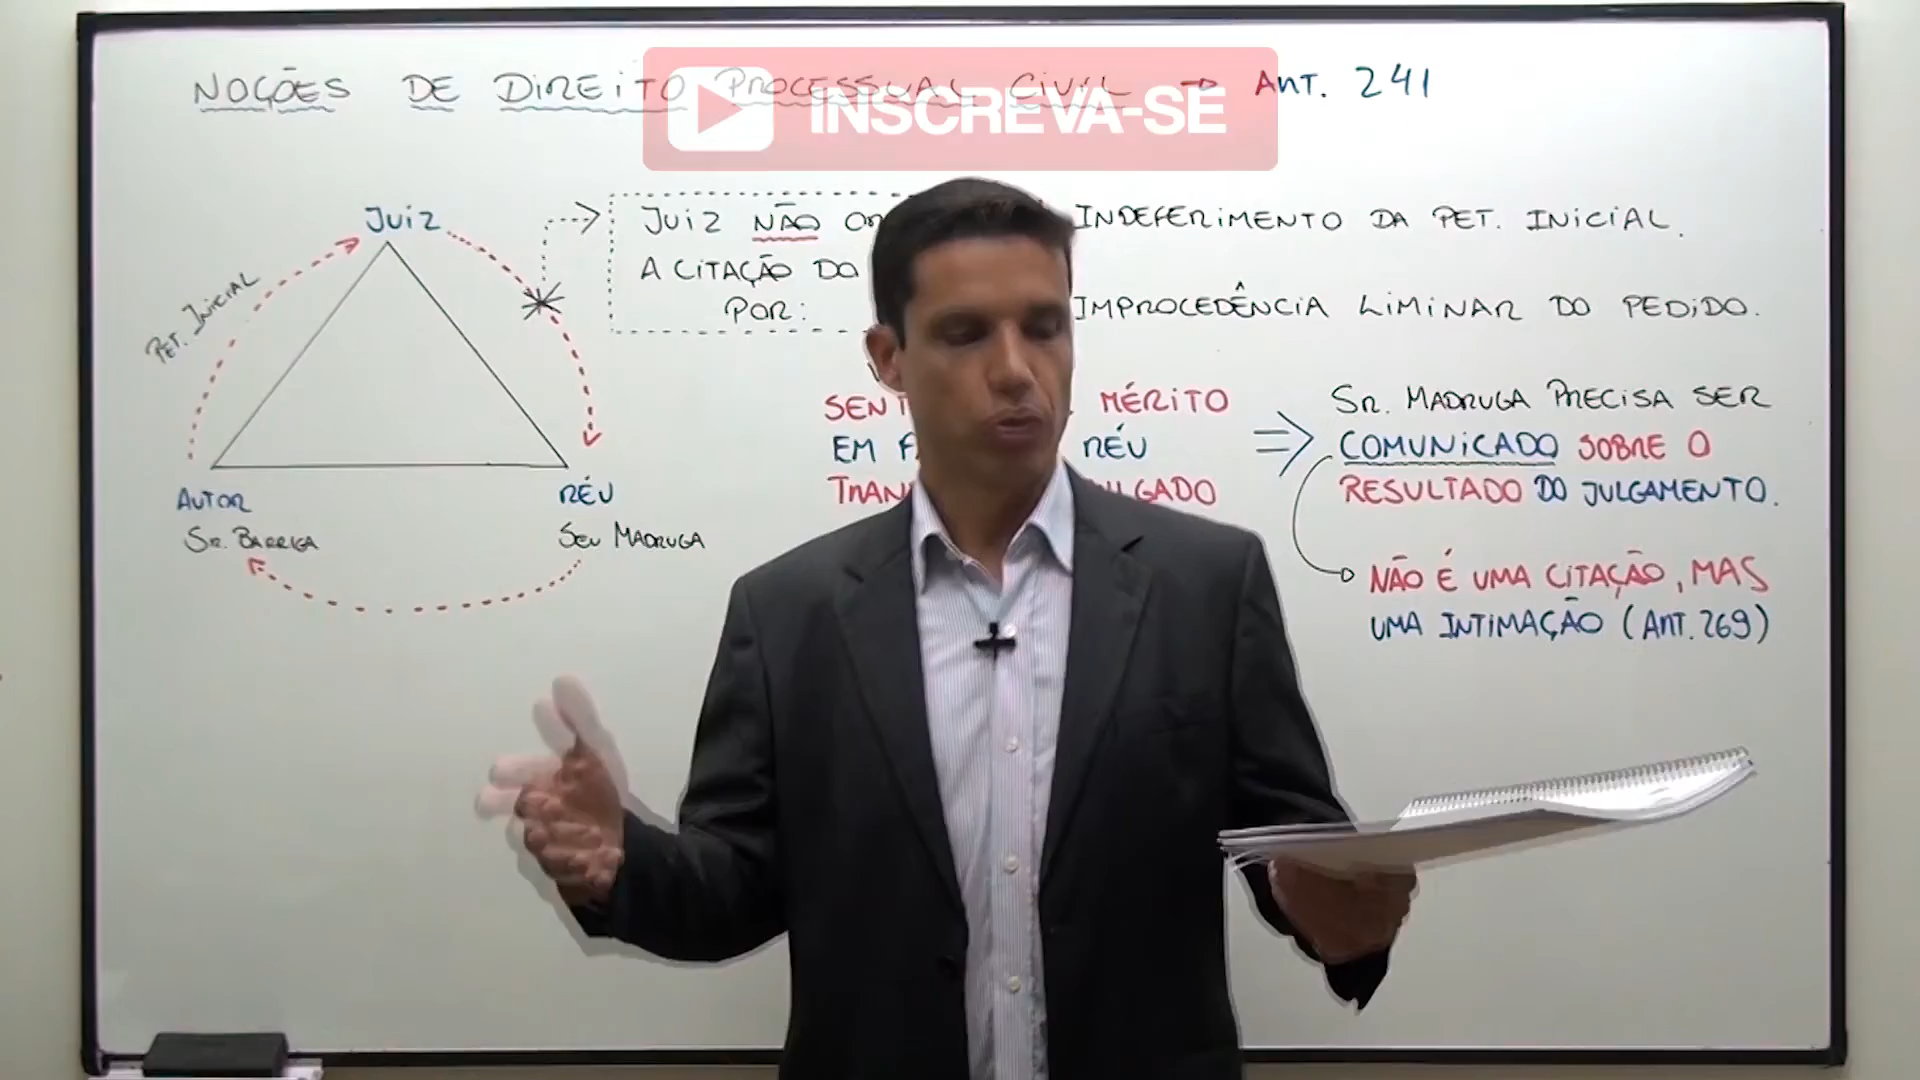 NOÇÕES DE DIREITO PROCESSUAL CIVIL → ART. 241
INSCREVA-SE
JUIZ
PET. INICIAL
AUTOR
SR. BARRIGA
RÉU
SEU MADRUGA
JUIZ NÃO
A CITAÇÃO DO
POR:
INDEFERIMENTO DA PET. INICIAL.
IMPROCEDÊNCIA LIMINAR DO PEDIDO.
MÉRITO
EM RÉU
SR. MADRUGA PRECISA SER
COMUNICADO SOBRE O
RESULTADO DO JULGAMENTO.
NÃO É UMA CITAÇÃO, MAS
UMA INTIMAÇÃO (ART. 269)